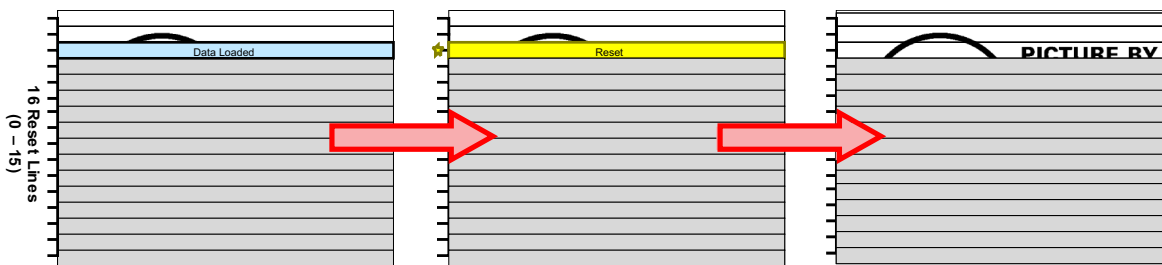 Data Loaded
Reset
PICTURE BY
16 Reset Lines
(0 – 15)